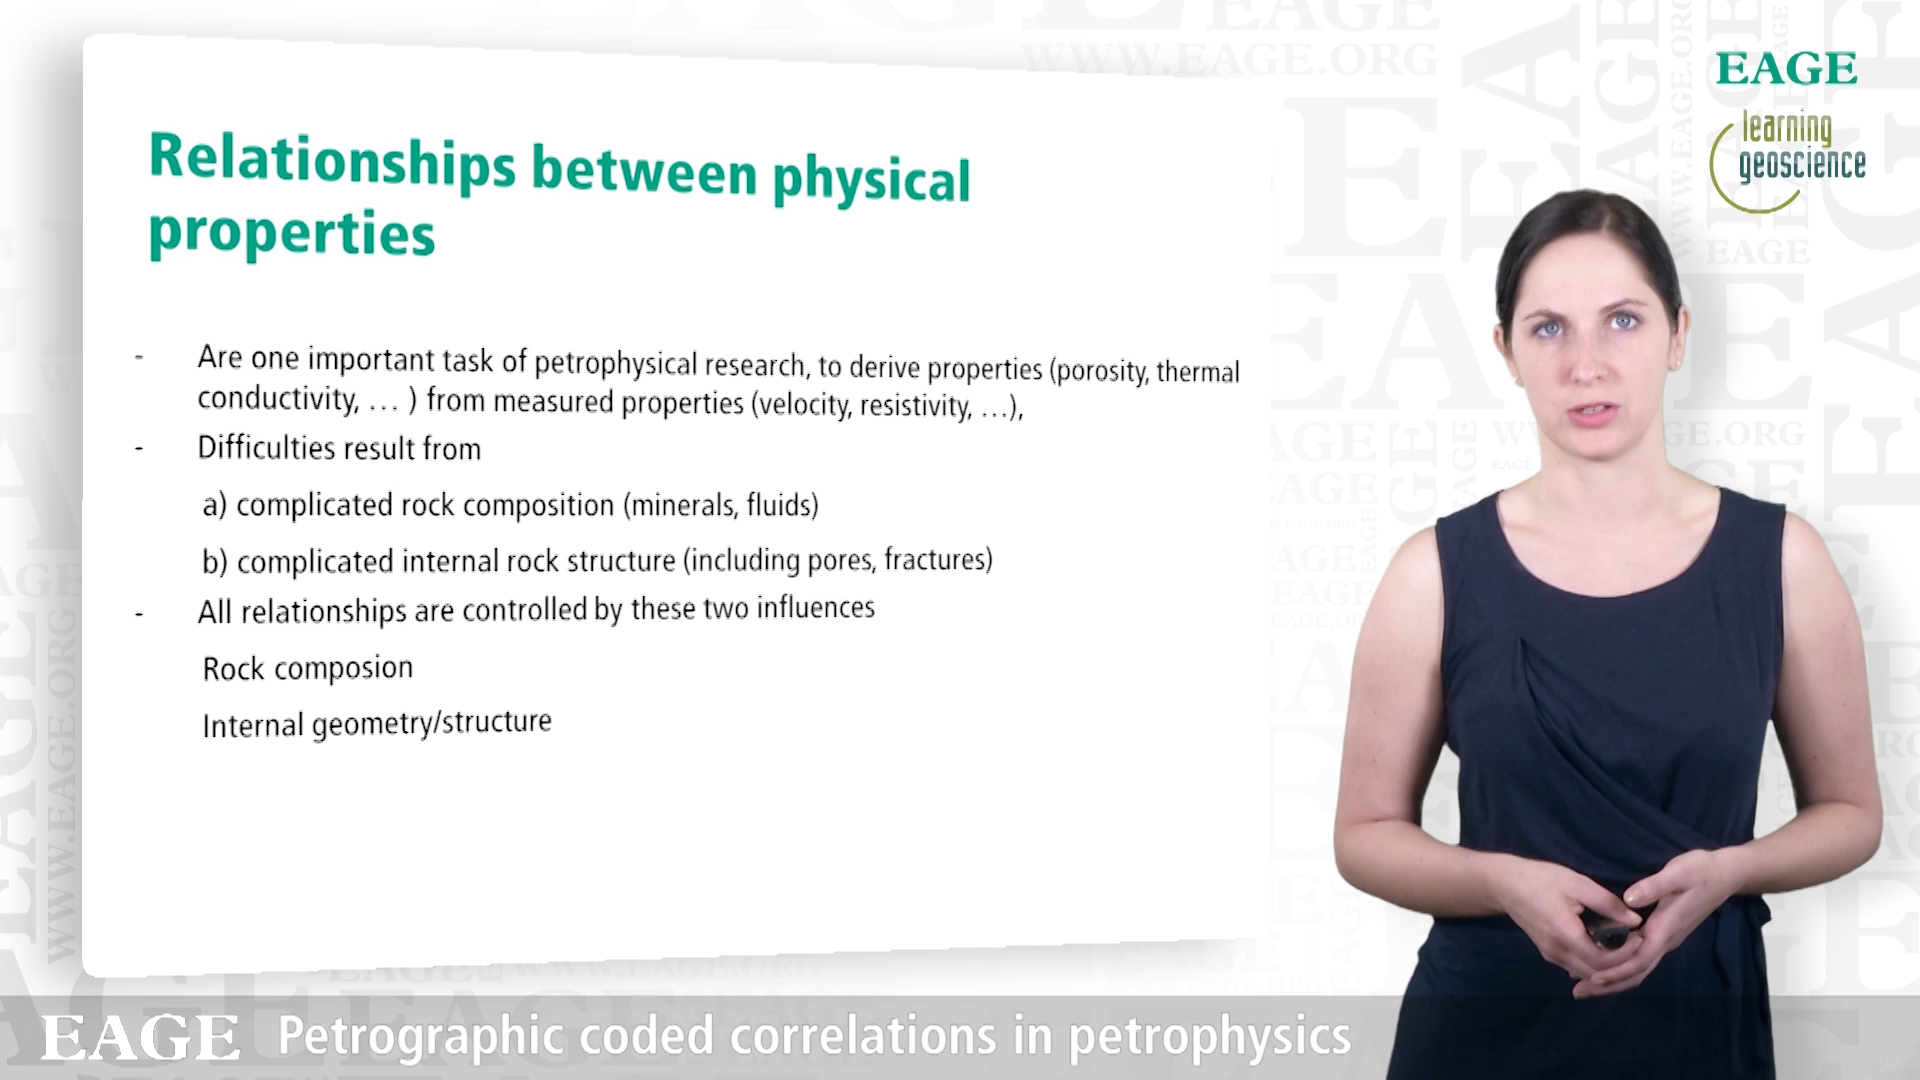 EAGE
learning
geoscience
Relationships between physical
properties
- Are one important task of petrophysical research, to derive properties (porosity, thermal
conductivity, … ) from measured properties (velocity, resistivity, …),
- Difficulties result from
a) complicated rock composition (minerals, fluids)
b) complicated internal rock structure (including pores, fractures)
- All relationships are controlled by these two influences
Rock composion
Internal geometry/structure
EAGE Petrographic coded correlations in petrophysics
WWW.EAGE.ORG